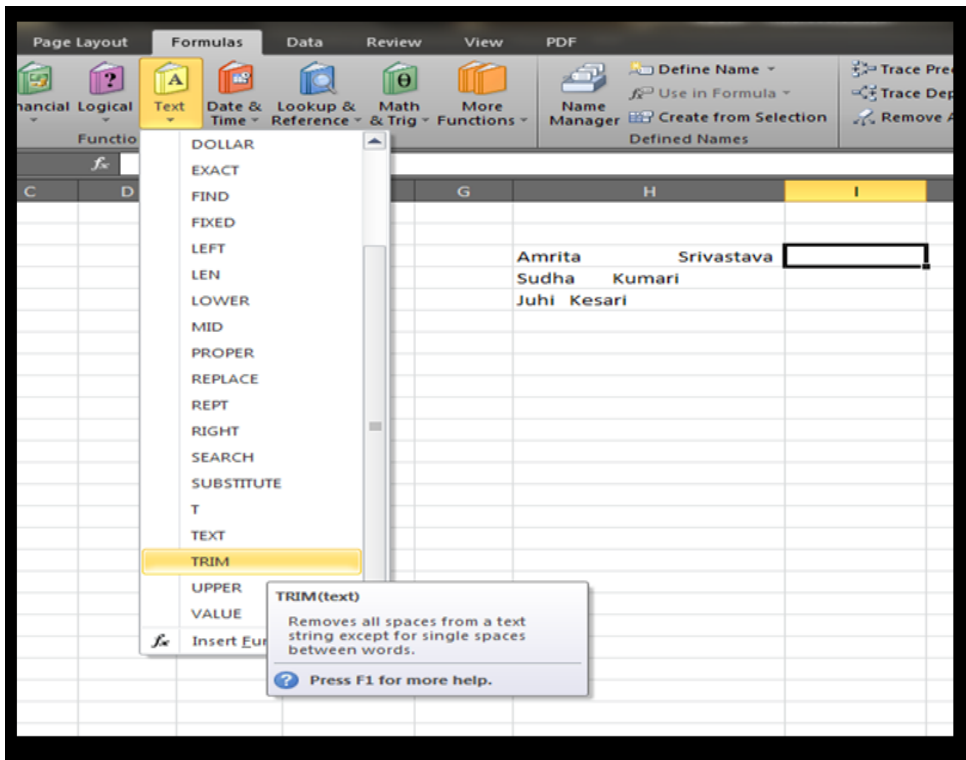 Page Layout Formulas Data Review View PDF
nancial Logical Text Date & Time Lookup & Reference Math & Trig More Functions Name Manager Define Name Use in Formula Create from Selection Trace Prec Trace Dep Remove A
Functio Defined Names
fx
C D G H I
DOLLAR
EXACT
FIND
FIXED
LEFT
LEN
LOWER
MID
PROPER
REPLACE
REPT
RIGHT
SEARCH
SUBSTITUTE
T
TEXT
TRIM
UPPER
VALUE
fx Insert Fur
TRIM(text)
Removes all spaces from a text
string except for single spaces
between words.
? Press F1 for more help.
Amrita Srivastava
Sudha Kumari
Juhi Kesari